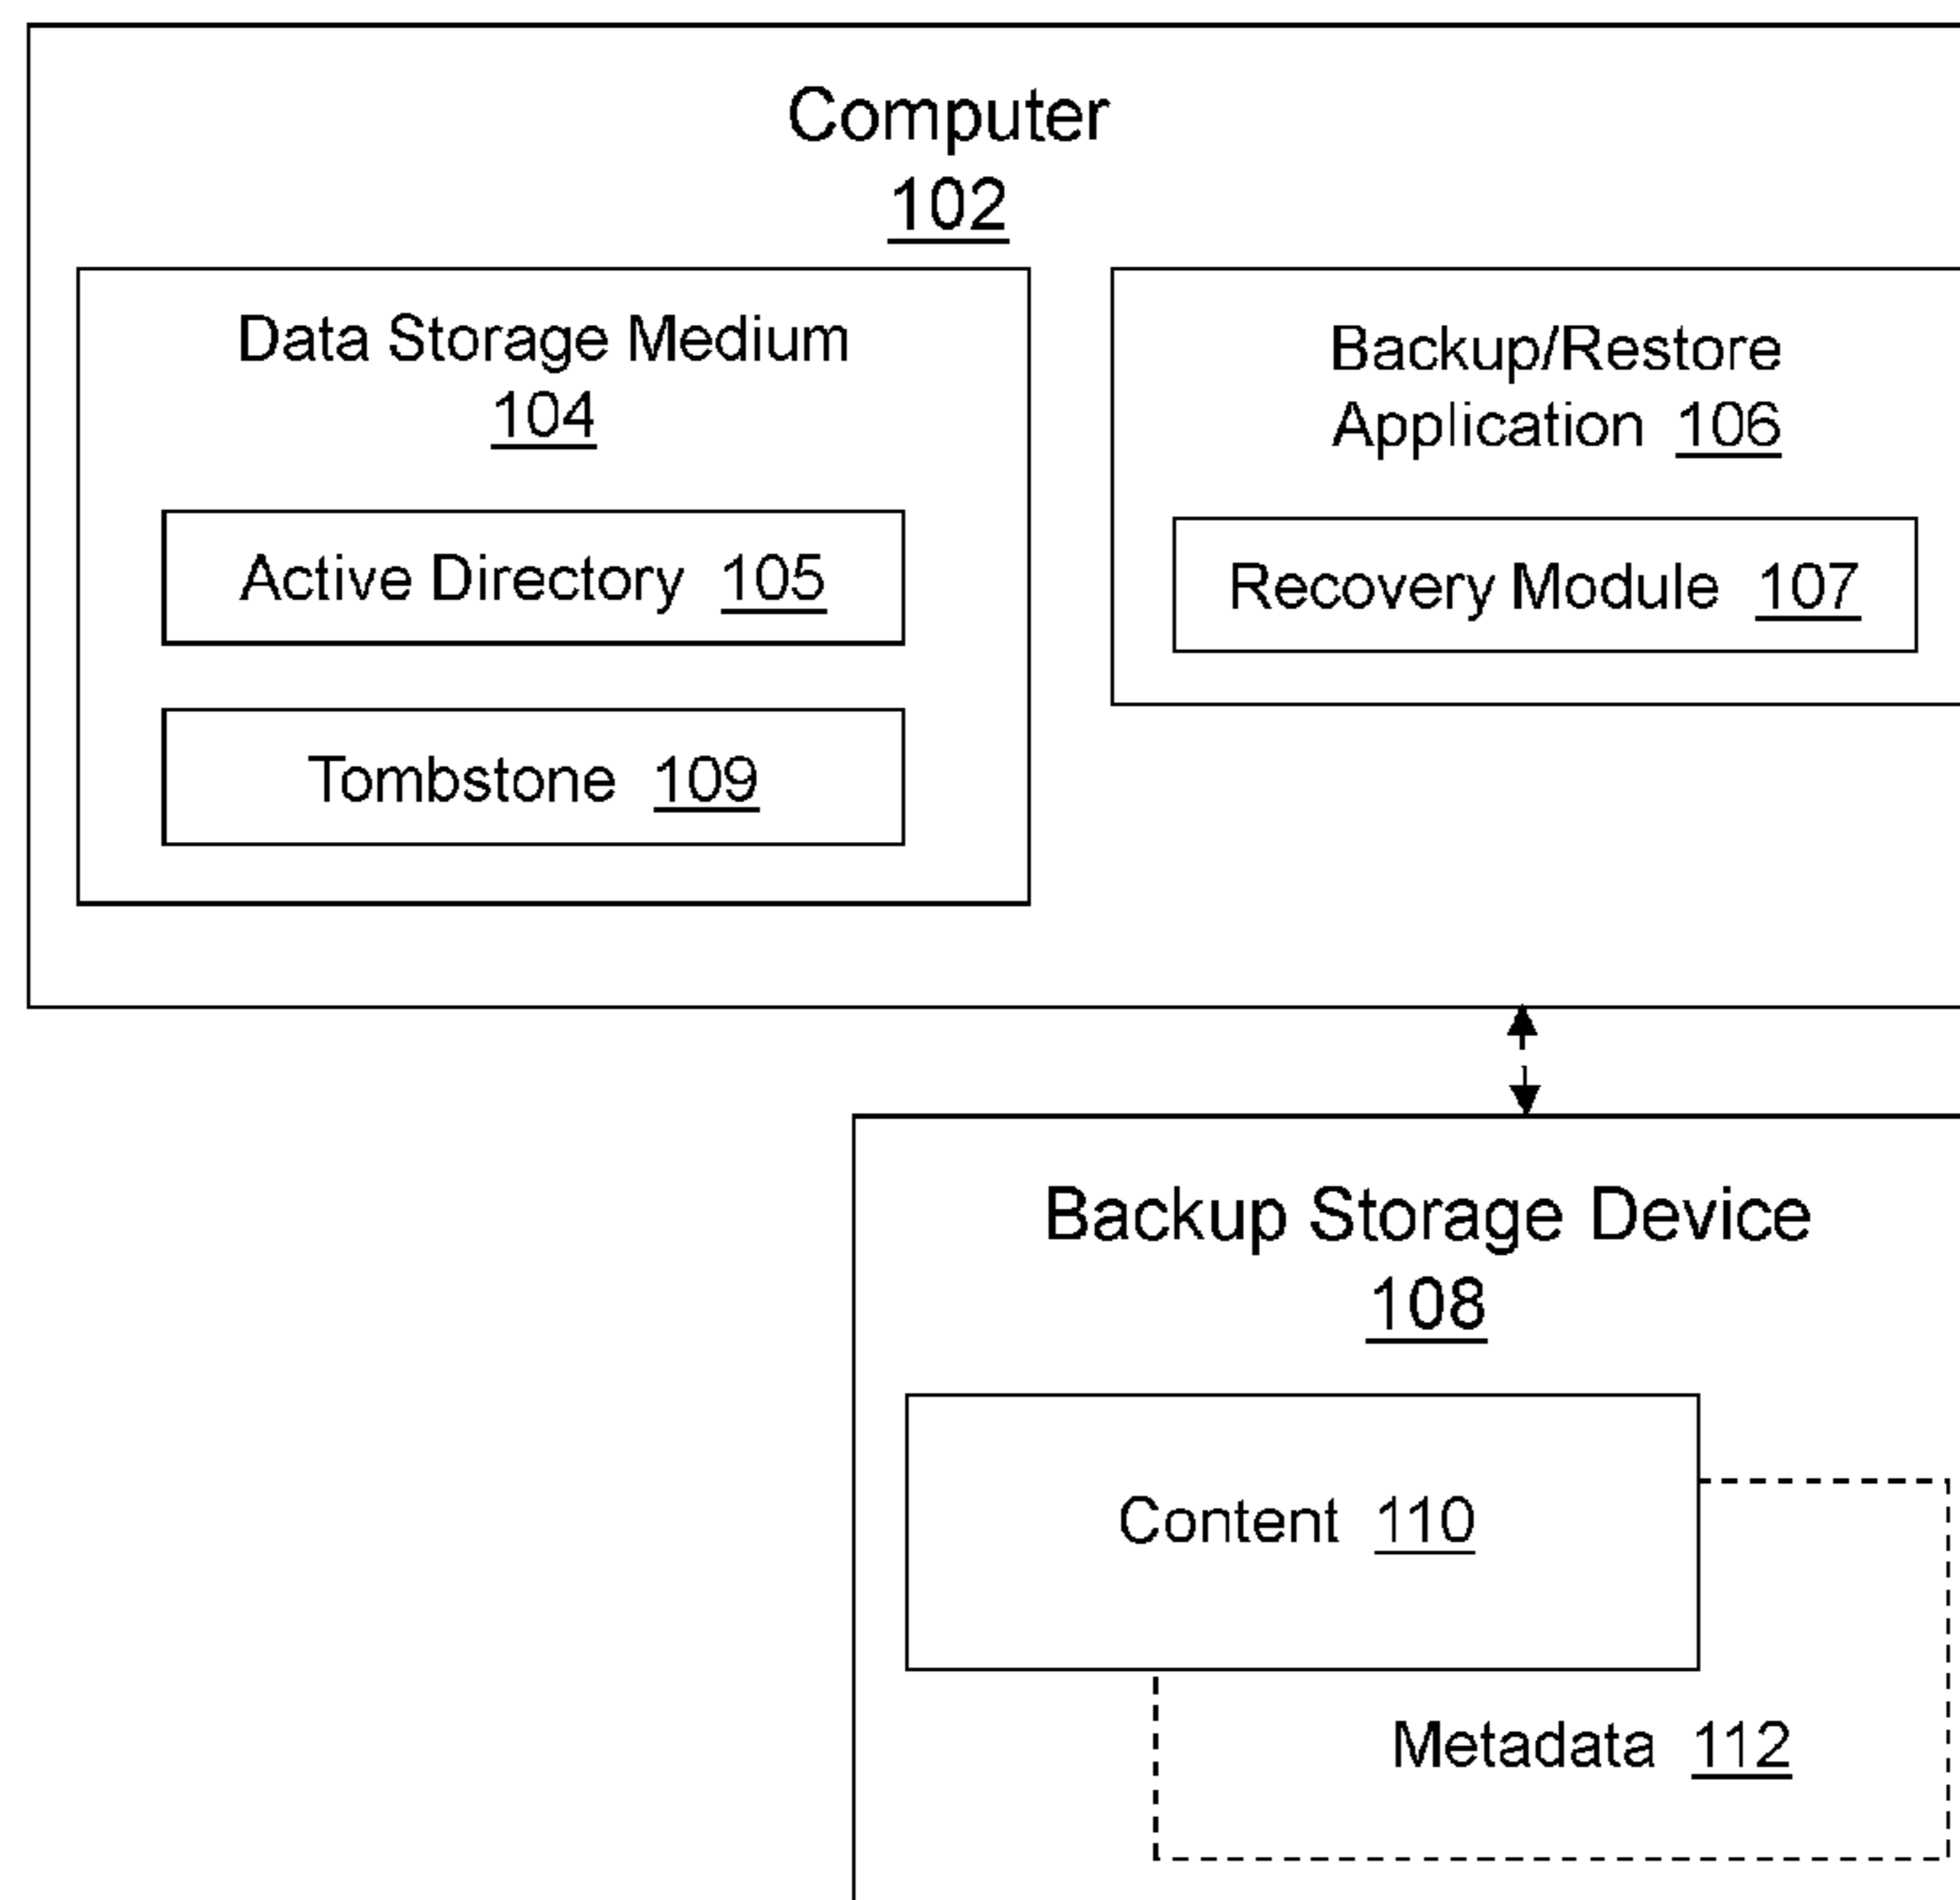 Computer
102
Data Storage Medium
104
Active Directory 105
Tombstone 109
Backup/Restore
Application 106
Recovery Module 107
Backup Storage Device
108
Content 110
Metadata 112